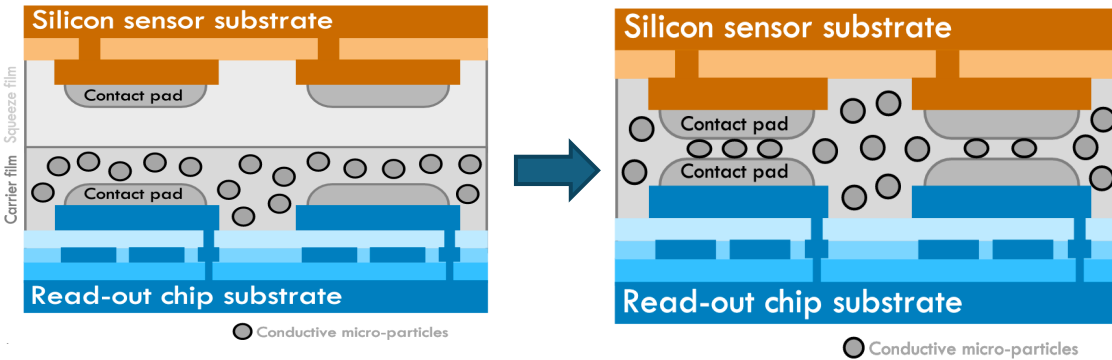 Silicon sensor substrate
Squeeze film
Contact pad
Carrier film
Contact pad
Read-out chip substrate
Conductive micro-particles
Silicon sensor substrate
Contact pad
Contact pad
Read-out chip substrate
Conductive micro-particles